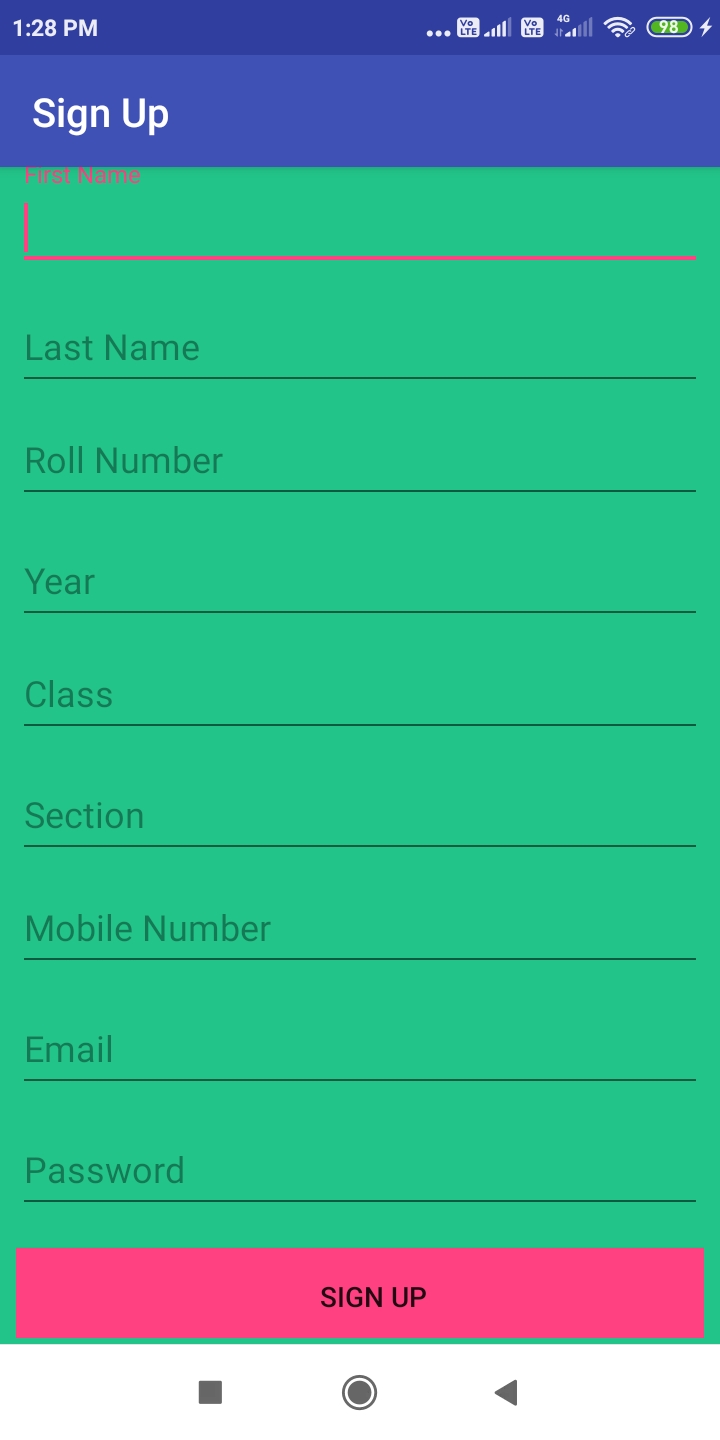 1:28 PM
Vo LTE
Vo LTE
4G
98
Sign Up
First Name
Last Name
Roll Number
Year
Class
Section
Mobile Number
Email
Password
SIGN UP